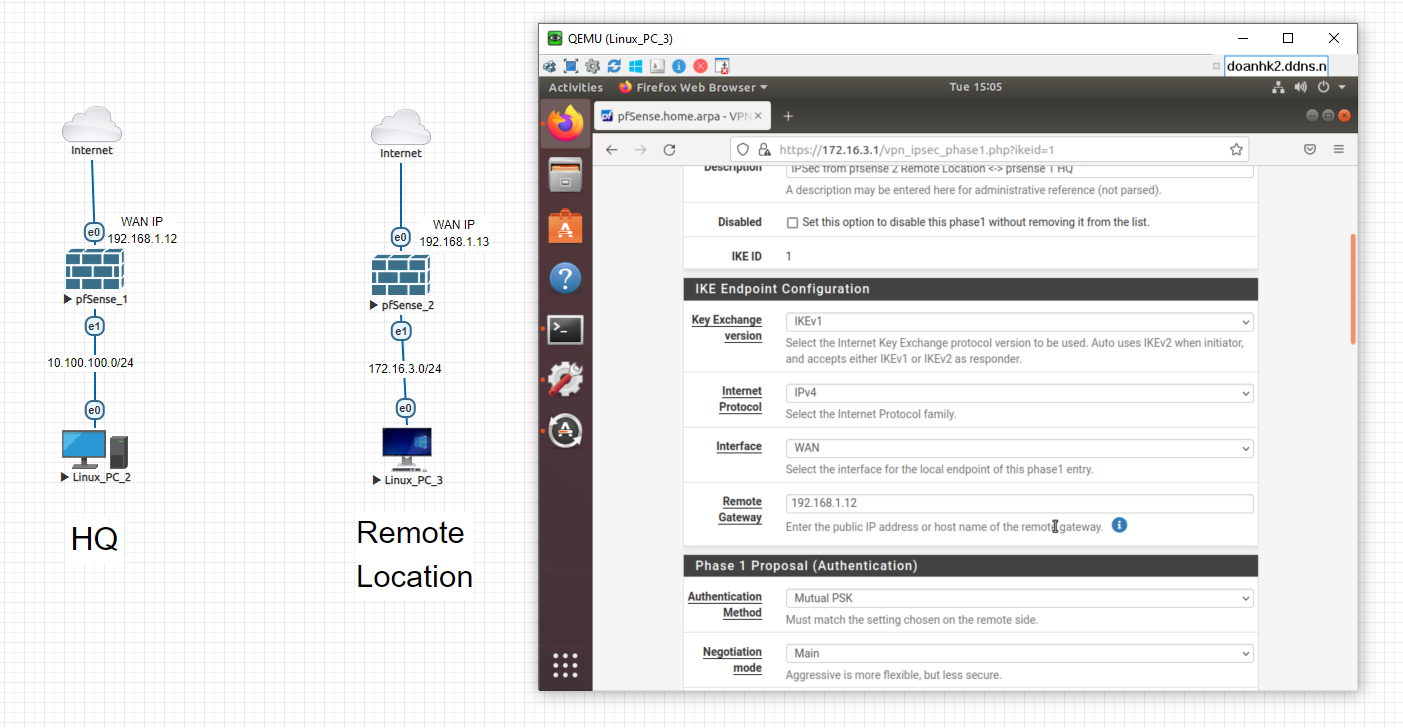 Internet
WAN IP
192.168.1.12
e0
pfSense_1
e1
10.100.100.0/24
e0
Linux_PC_2
HQ
Internet
WAN IP
192.168.1.13
e0
pfSense_2
e1
172.16.3.0/24
e0
Linux_PC_3
Remote
Location
QEMU (Linux_PC_3)
doanhk2.ddns.n
Activities Firefox Web Browser Tue 15:05
pfSense.home.arpa - VPN
https://172.16.3.1/vpn_ipsec_phase1.php?ikeid=1
Description IPSec from pfsense 2 Remote Location <-> pfsense 1 HQ
A description may be entered here for administrative reference (not parsed).
Disabled Set this option to disable this phase1 without removing it from the list.
IKE ID 1
IKE Endpoint Configuration
Key Exchange version IKEv1
Select the Internet Key Exchange protocol version to be used. Auto uses IKEv2 when initiator,
and accepts either IKEv1 or IKEv2 as responder.
Internet Protocol IPv4
Select the Internet Protocol family.
Interface WAN
Select the interface for the local endpoint of this phase1 entry.
Remote Gateway 192.168.1.12
Enter the public IP address or host name of the remote gateway.
Phase 1 Proposal (Authentication)
Authentication Method Mutual PSK
Must match the setting chosen on the remote side.
Negotiation mode Main
Aggressive is more flexible, but less secure.